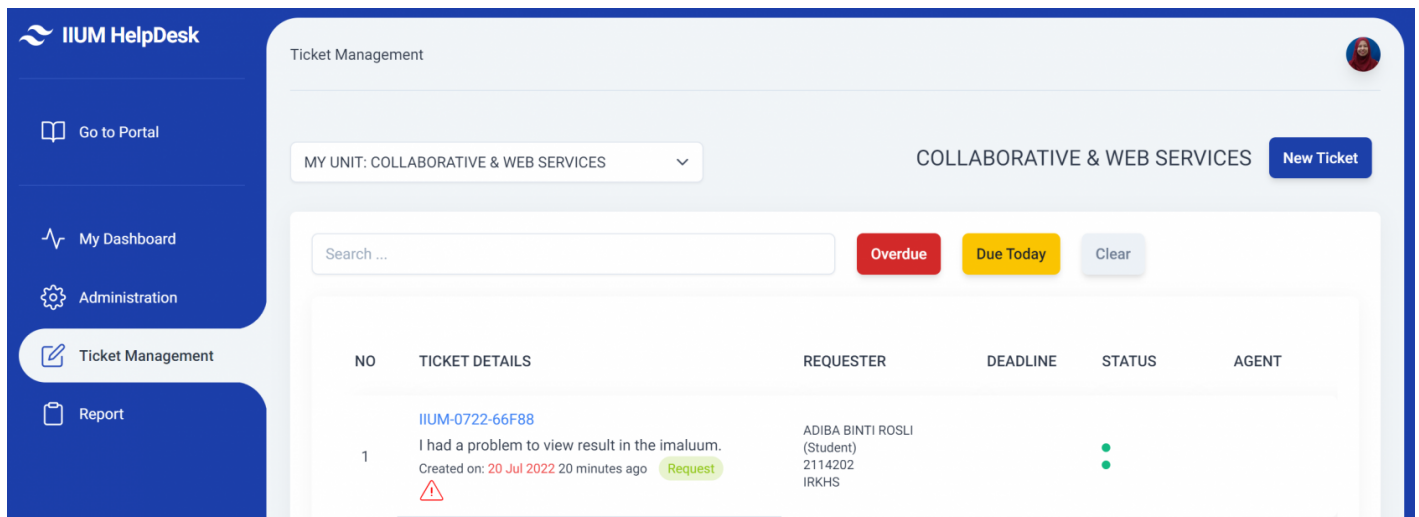 IIUM HelpDesk
Go to Portal
My Dashboard
Administration
Ticket Management
Report
Ticket Management
MY UNIT: COLLABORATIVE & WEB SERVICES
COLLABORATIVE & WEB SERVICES
New Ticket
Search ...
Overdue
Due Today
Clear
NO TICKET DETAILS REQUESTER DEADLINE STATUS AGENT
1
IIUM-0722-66F88
I had a problem to view result in the imaluum.
Created on: 20 Jul 2022 20 minutes ago Request
ADIBA BINTI ROSLI
(Student)
2114202
IRKHS